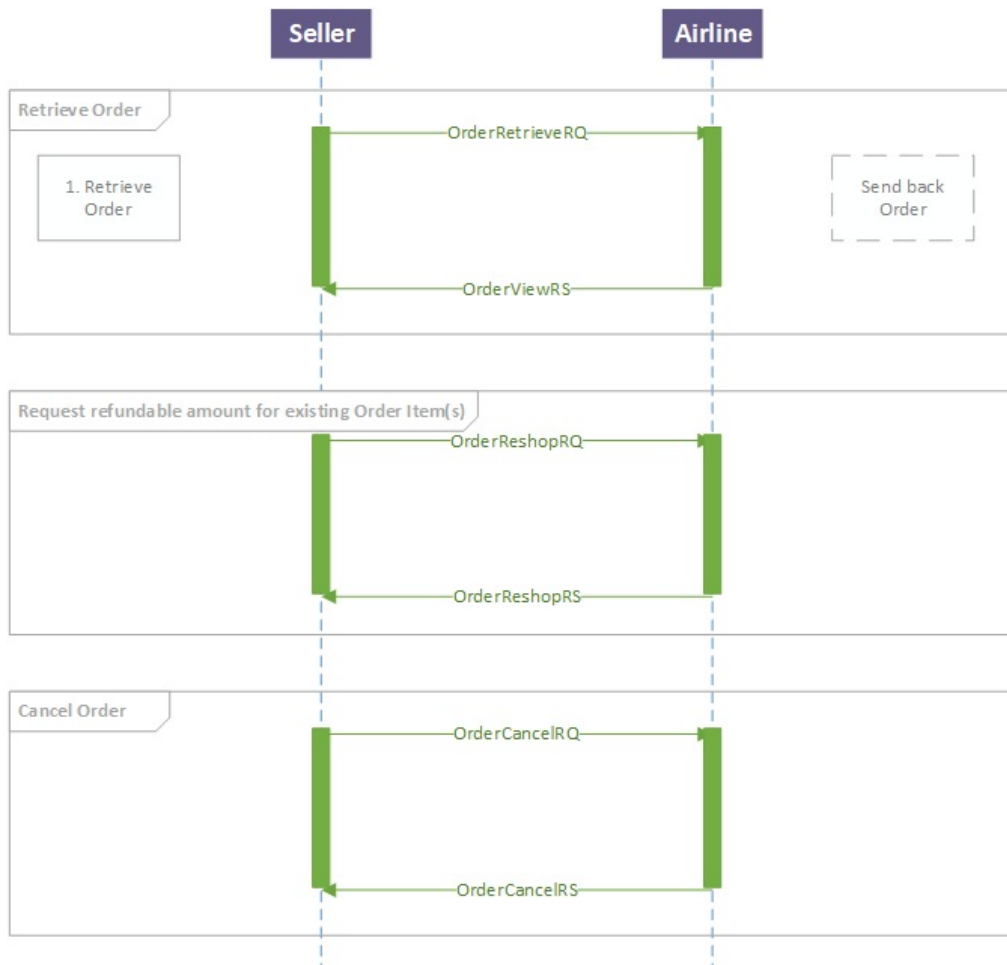 Seller
Airline
Retrieve Order
OrderRetrieveRQ
1. Retrieve
Order
Send back
Order
OrderViewRS
Request refundable amount for existing Order Item(s)
OrderReshopRQ
OrderReshopRS
Cancel Order
OrderCancelRQ
OrderCancelRS